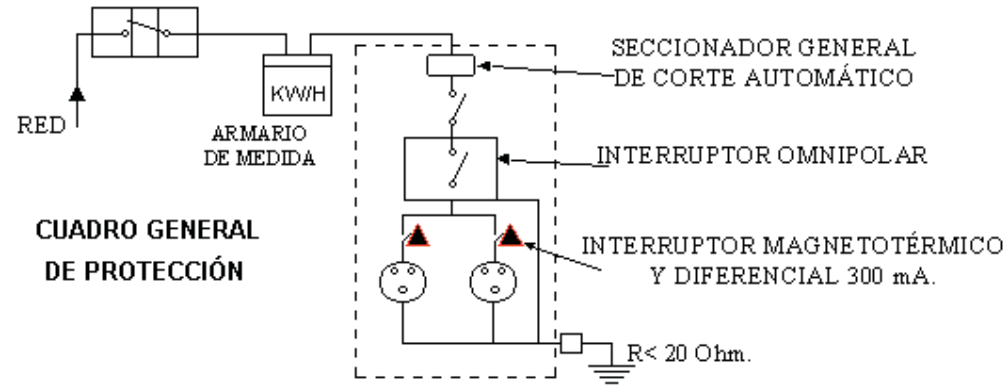 SECCIONADOR GENERAL
DE CORTE AUTOMÁTICO
RED
KW/H
ARMARIO
DE MEDIDA
INTERRUPTOR OMNIPOLAR
CUADRO GENERAL
DE PROTECCIÓN
INTERRUPTOR MAGNETOTÉRMICO
Y DIFERENCIAL 300 mA.
R< 20 Ohm.